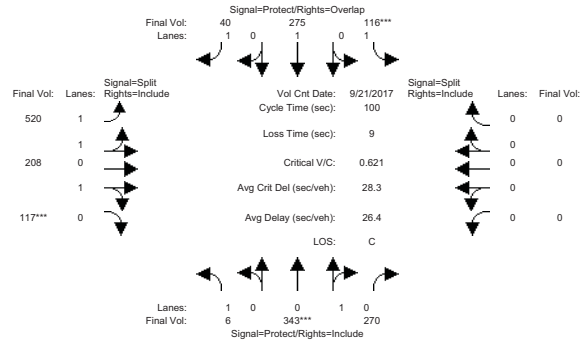 Signal=Protect/Rights=Overlap
Final Vol: 40 275 116***
Lanes: 1 0 1 0 1
Signal=Split
Final Vol: Lanes: Rights=Include
Vol Cnt Date: 9/21/2017
Signal=Split
Rights=Include Lanes: Final Vol:
Cycle Time (sec): 100
520 1 0 0
Loss Time (sec): 9
1 0
208 0 Critical V/C: 0.621 0 0
1 Avg Crit Del (sec/veh): 28.3 0
117*** 0 Avg Delay (sec/veh): 26.4 0 0
LOS: C
Lanes: 1 0 0 1 0
Final Vol: 6 343*** 270
Signal=Protect/Rights=Include